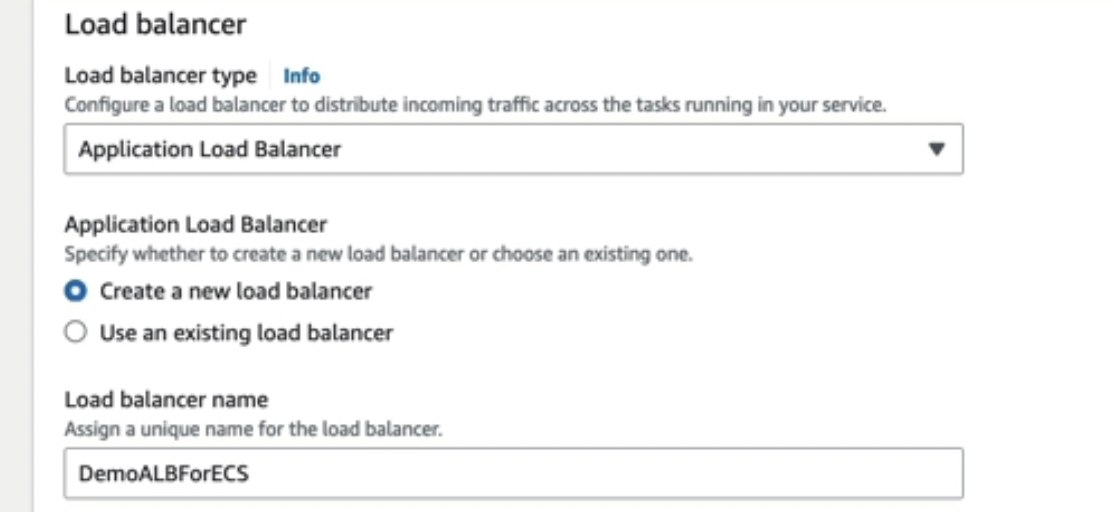 Load balancer
Load balancer type Info
Configure a load balancer to distribute incoming traffic across the tasks running in your service.
Application Load Balancer
Application Load Balancer
Specify whether to create a new load balancer or choose an existing one.
Create a new load balancer
Use an existing load balancer
Load balancer name
Assign a unique name for the load balancer.
DemoALBForECS